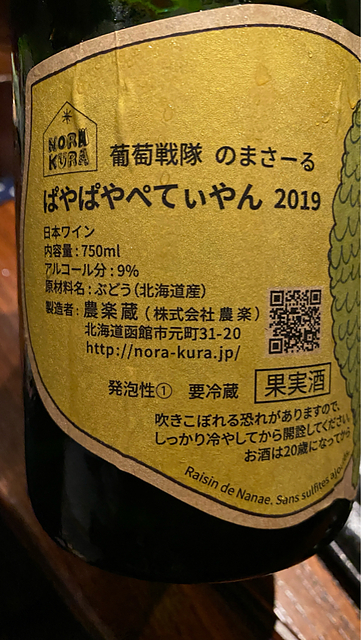 NORA
KURA
葡萄戦隊 のまさーる
ぱやぱやぺてぃやん 2019
日本ワイン
内容量:750ml
アルコール分:9%
原材料名:ぶどう(北海道産)
製造者:農楽蔵(株式会社 農楽)
北海道函館市元町31-20
http://nora-kura.jp/
発泡性① 要冷蔵 果実酒
吹きこぼれる恐れがありますので、
しっかり冷やしてから開詮してください。
お酒は20歳になってから
Raisin de Nanae. Sans sulfites